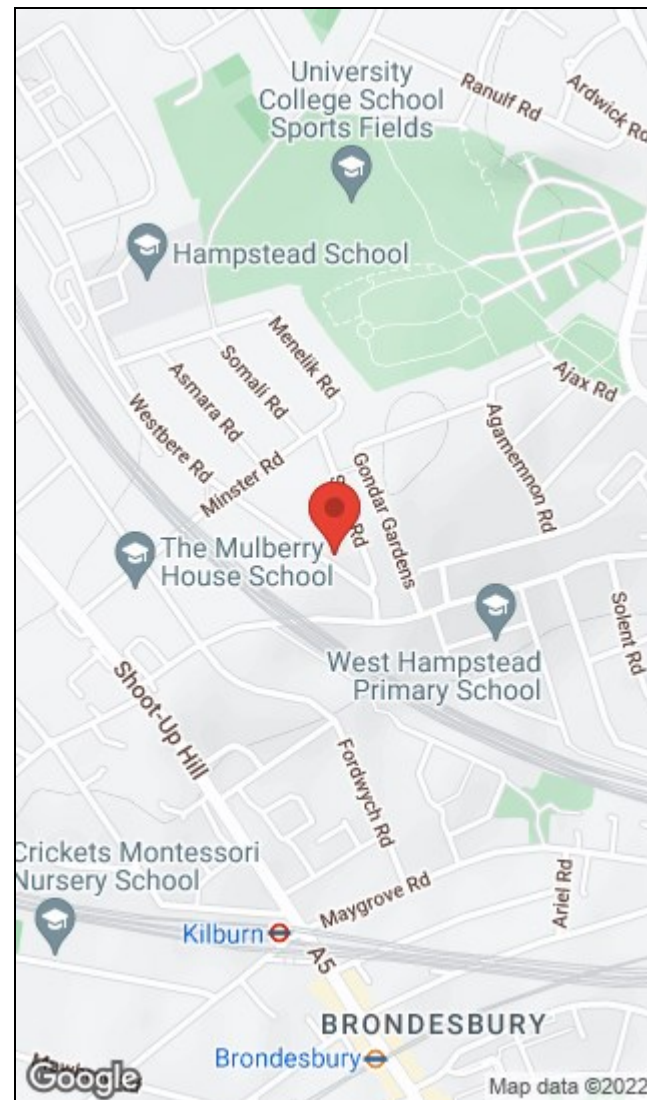 University
College School
Sports Fields
Ranulf Rd
Ardwick Rd
Hampstead School
Menelik Rd
Somali Rd
Asmara Rd
Westbere Rd
Minster Rd
Ajax Rd
Agamemnon Rd
Gondar Gardens
Rd
The Mulberry
House School
West Hampstead
Primary School
Solent Rd
Shoot-Up Hill
Fordwych Rd
Crickets Montessori
Nursery School
Maygrove Rd
Ariel Rd
Kilburn
A5
BRONDESBURY
Brondesbury
Google
Map data ©2022